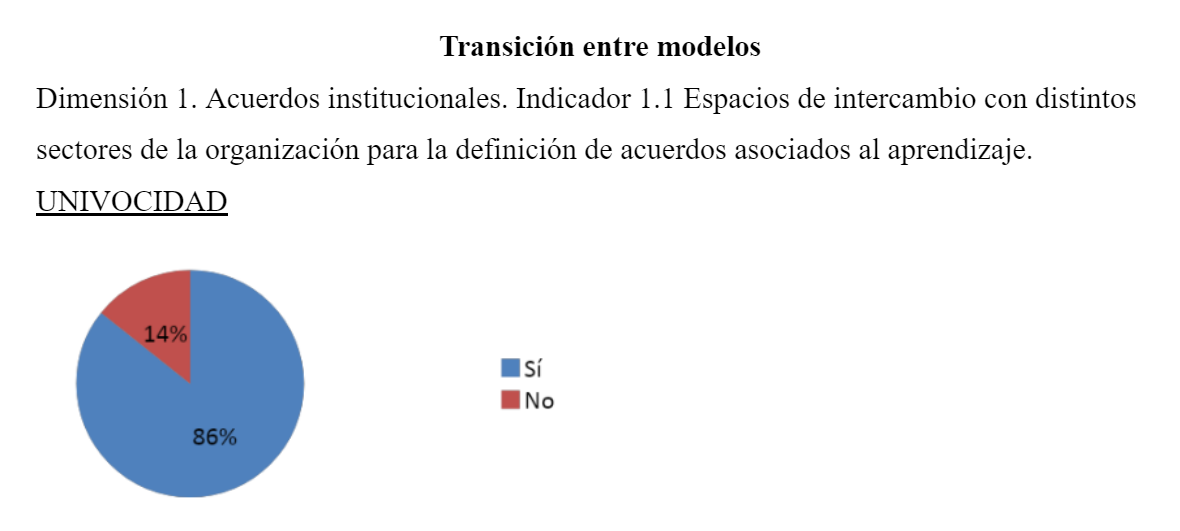 Transición entre modelos
Dimensión 1. Acuerdos institucionales. Indicador 1.1 Espacios de intercambio con distintos
sectores de la organización para la definición de acuerdos asociados al aprendizaje.
UNIVOCIDAD
14%
86%
Sí
No